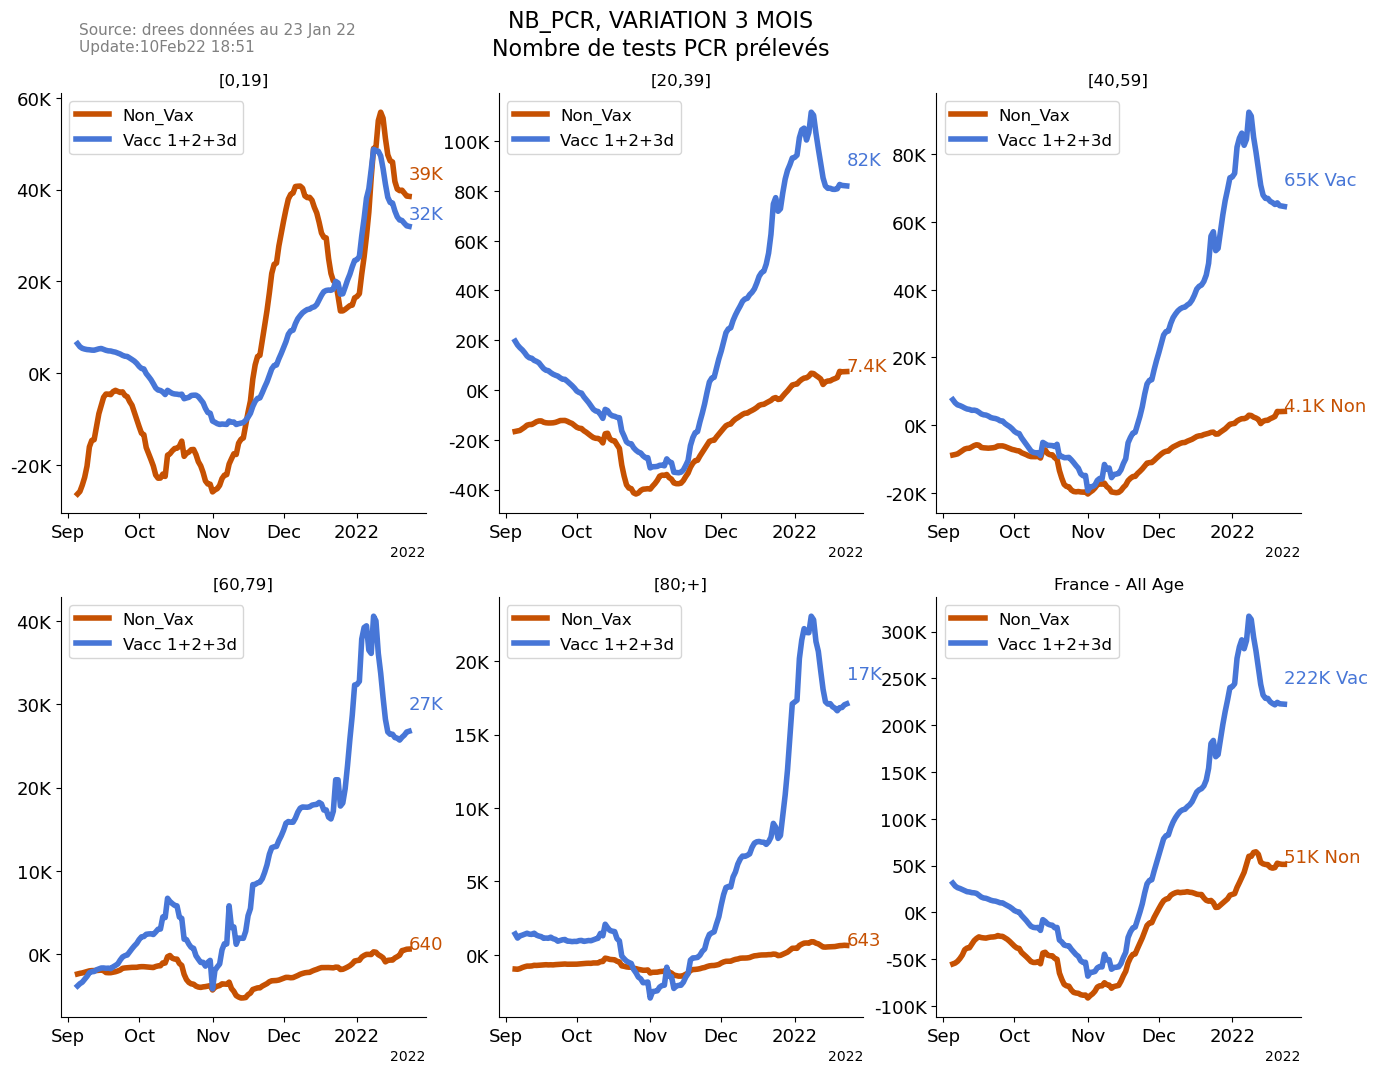 Source: drees données au 23 Jan 22
Update:10Feb22 18:51
NB_PCR, VARIATION 3 MOIS
Nombre de tests PCR prélevés
[0,19]
Non_Vax
Vacc 1+2+3d
60K
40K
20K
0K
-20K
39K
32K
Sep Oct Nov Dec 2022
2022
[20,39]
Non_Vax
Vacc 1+2+3d
100K
80K
60K
40K
20K
0K
-20K
-40K
82K
7.4K
Sep Oct Nov Dec 2022
2022
[40,59]
Non_Vax
Vacc 1+2+3d
80K
60K
40K
20K
0K
-20K
65K Vac
4.1K Non
Sep Oct Nov Dec 2022
2022
[60,79]
Non_Vax
Vacc 1+2+3d
40K
30K
20K
10K
0K
27K
640
Sep Oct Nov Dec 2022
2022
[80;+]
Non_Vax
Vacc 1+2+3d
20K
15K
10K
5K
0K
17K
643
Sep Oct Nov Dec 2022
2022
France - All Age
Non_Vax
Vacc 1+2+3d
300K
250K
200K
150K
100K
50K
0K
-50K
-100K
222K Vac
51K Non
Sep Oct Nov Dec 2022
2022